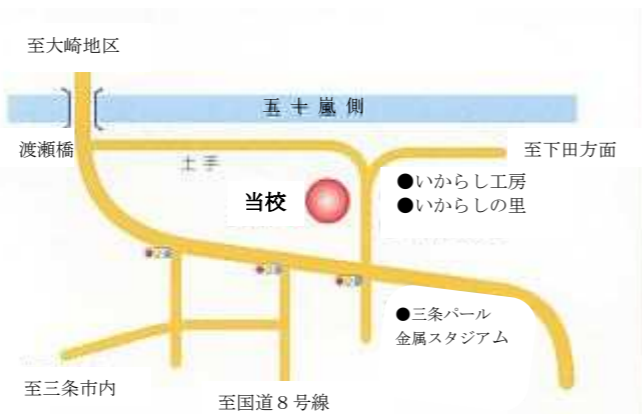 至大崎地区
五十嵐側
渡瀬橋
土手
至下田方面
当校
●いからし工房
●いからしの里
●三条パール
金属スタジアム
至三条市内
至国道８号線